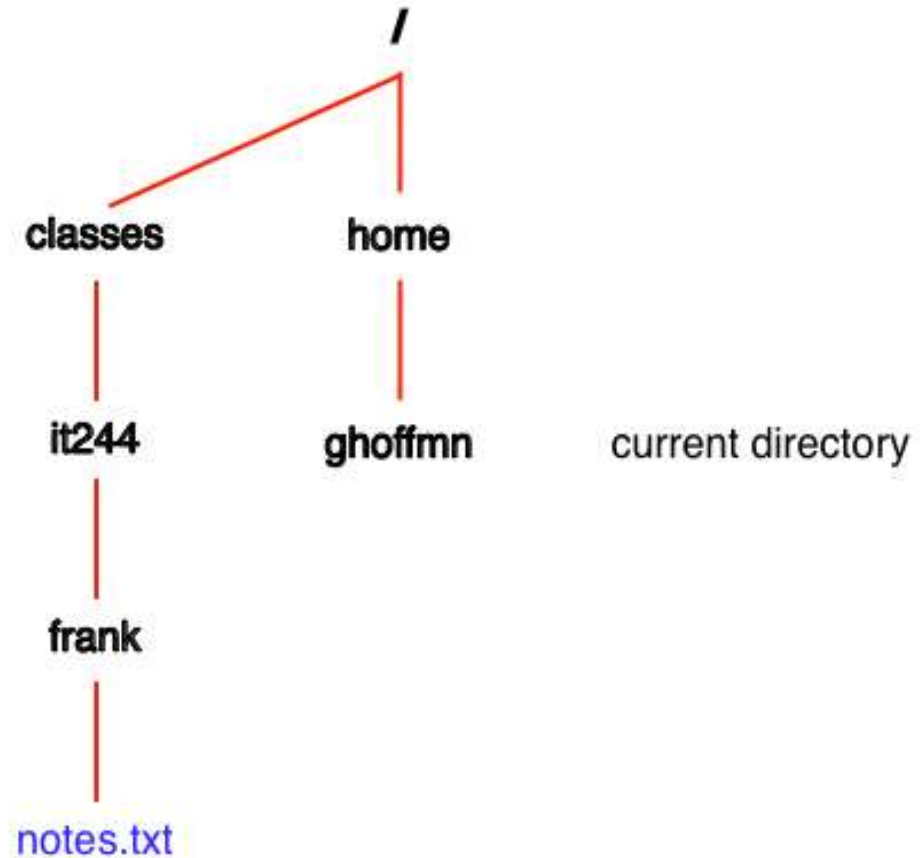 /
classes home
it244 ghoffmn current directory
frank
notes.txt